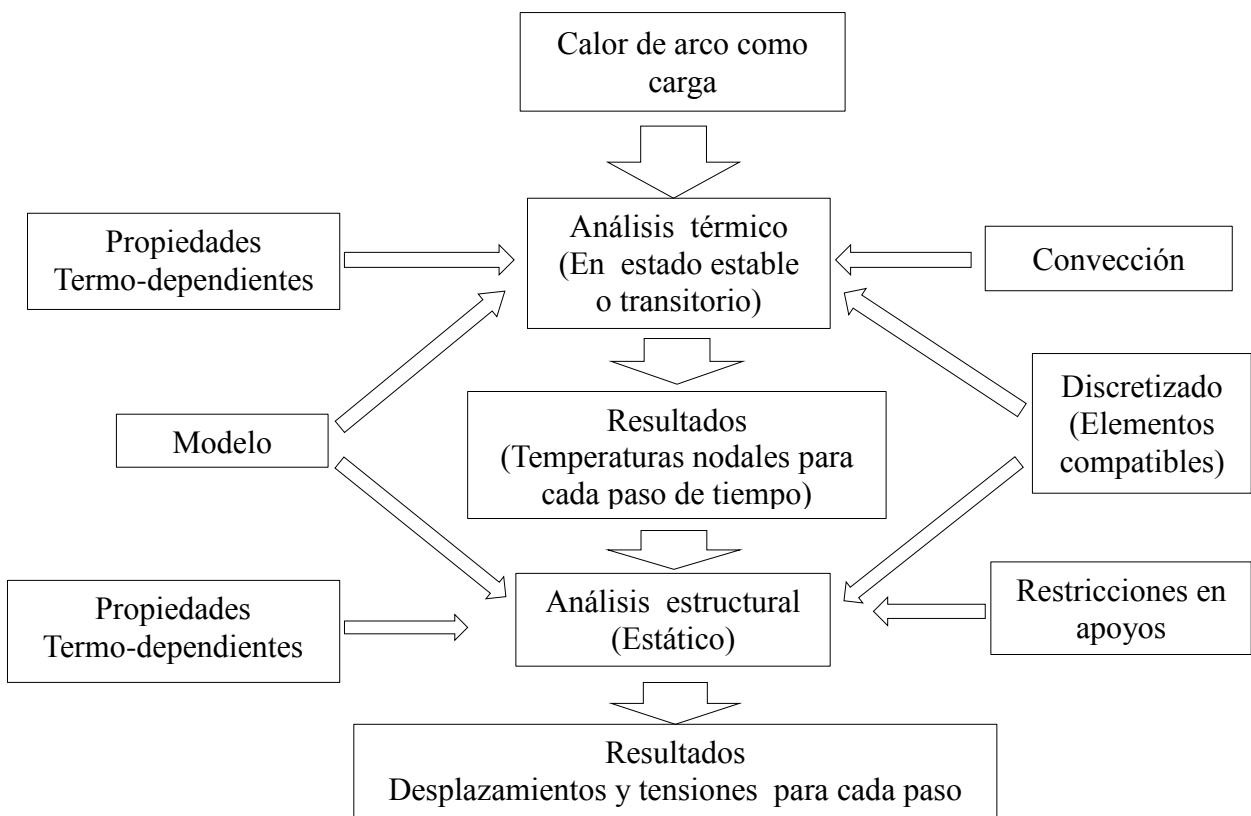 Calor de arco como
carga
Propiedades
Termo-dependientes
Análisis térmico
(En estado estable
o transitorio)
Convección
Modelo
Resultados
(Temperaturas nodales para
cada paso de tiempo)
Discretizado
(Elementos
compatibles)
Propiedades
Termo-dependientes
Análisis estructural
(Estático)
Restricciones en
apoyos
Resultados
Desplazamientos y tensiones para cada paso